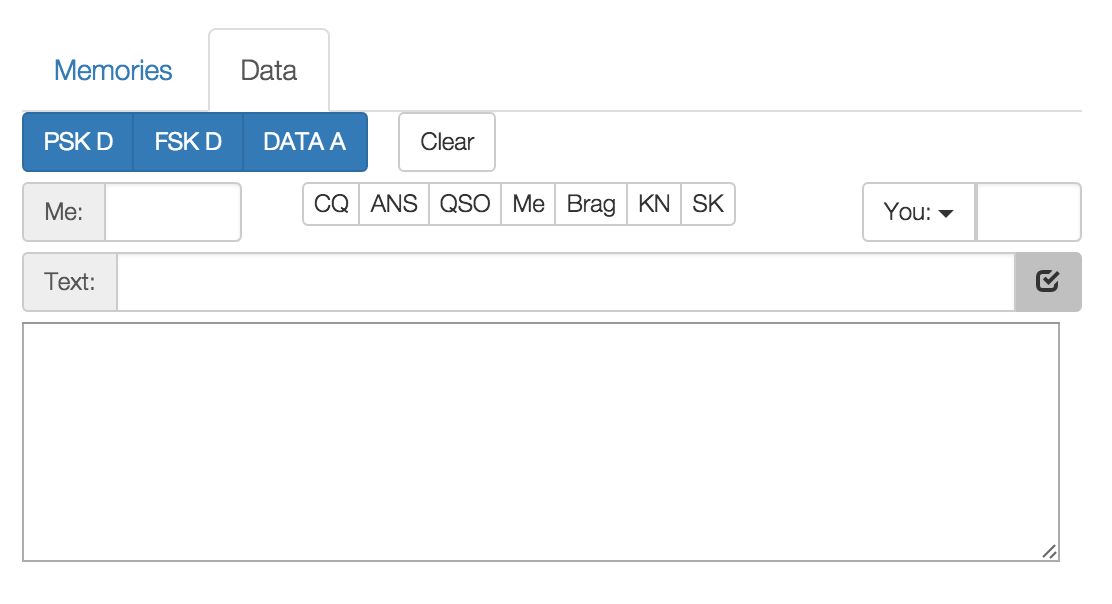 Memories Data
PSK D FSK D DATA A Clear
Me: CQ ANS QSO Me Brag KN SK You:
Text: